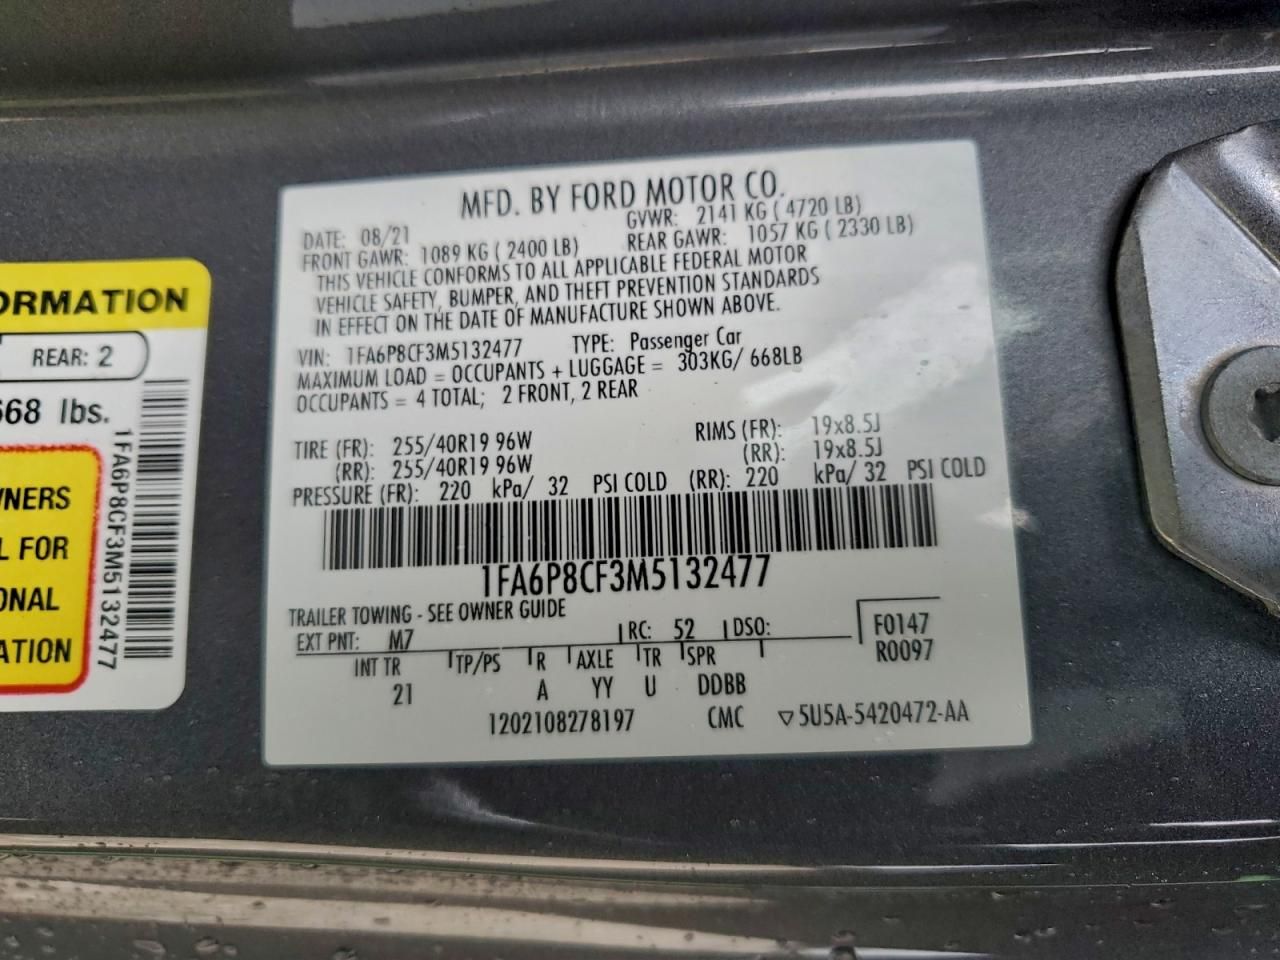 ORMATION
REAR: 2
668 lbs.
WNERS
L FOR
ONAL
ATION
1FA6P8CF3M5132477
MFD. BY FORD MOTOR CO.
DATE: 08/21 GVWR: 2141 KG ( 4720 LB)
FRONT GAWR: 1089 KG ( 2400 LB) REAR GAWR: 1057 KG ( 2330 LB)
THIS VEHICLE CONFORMS TO ALL APPLICABLE FEDERAL MOTOR
VEHICLE SAFETY, BUMPER, AND THEFT PREVENTION STANDARDS
IN EFFECT ON THE DATE OF MANUFACTURE SHOWN ABOVE.
VIN: 1FA6P8CF3M5132477 TYPE: Passenger Car
MAXIMUM LOAD = OCCUPANTS + LUGGAGE = 303KG/ 668LB
OCCUPANTS = 4 TOTAL; 2 FRONT, 2 REAR
TIRE (FR): 255/40R19 96W RIMS (FR): 19x8.5J
(RR): 255/40R19 96W (RR): 19x8.5J
PRESSURE (FR): 220 kPa/ 32 PSI COLD (RR): 220 kPa/ 32 PSI COLD
1FA6P8CF3M5132477
TRAILER TOWING - SEE OWNER GUIDE
EXT PNT: M7 RC: 52 DSO: F0147
R0097
INT TR TP/PS R AXLE TR SPR
21 A YY U DDBB
1202108278197 CMC ▽5U5A-5420472-AA